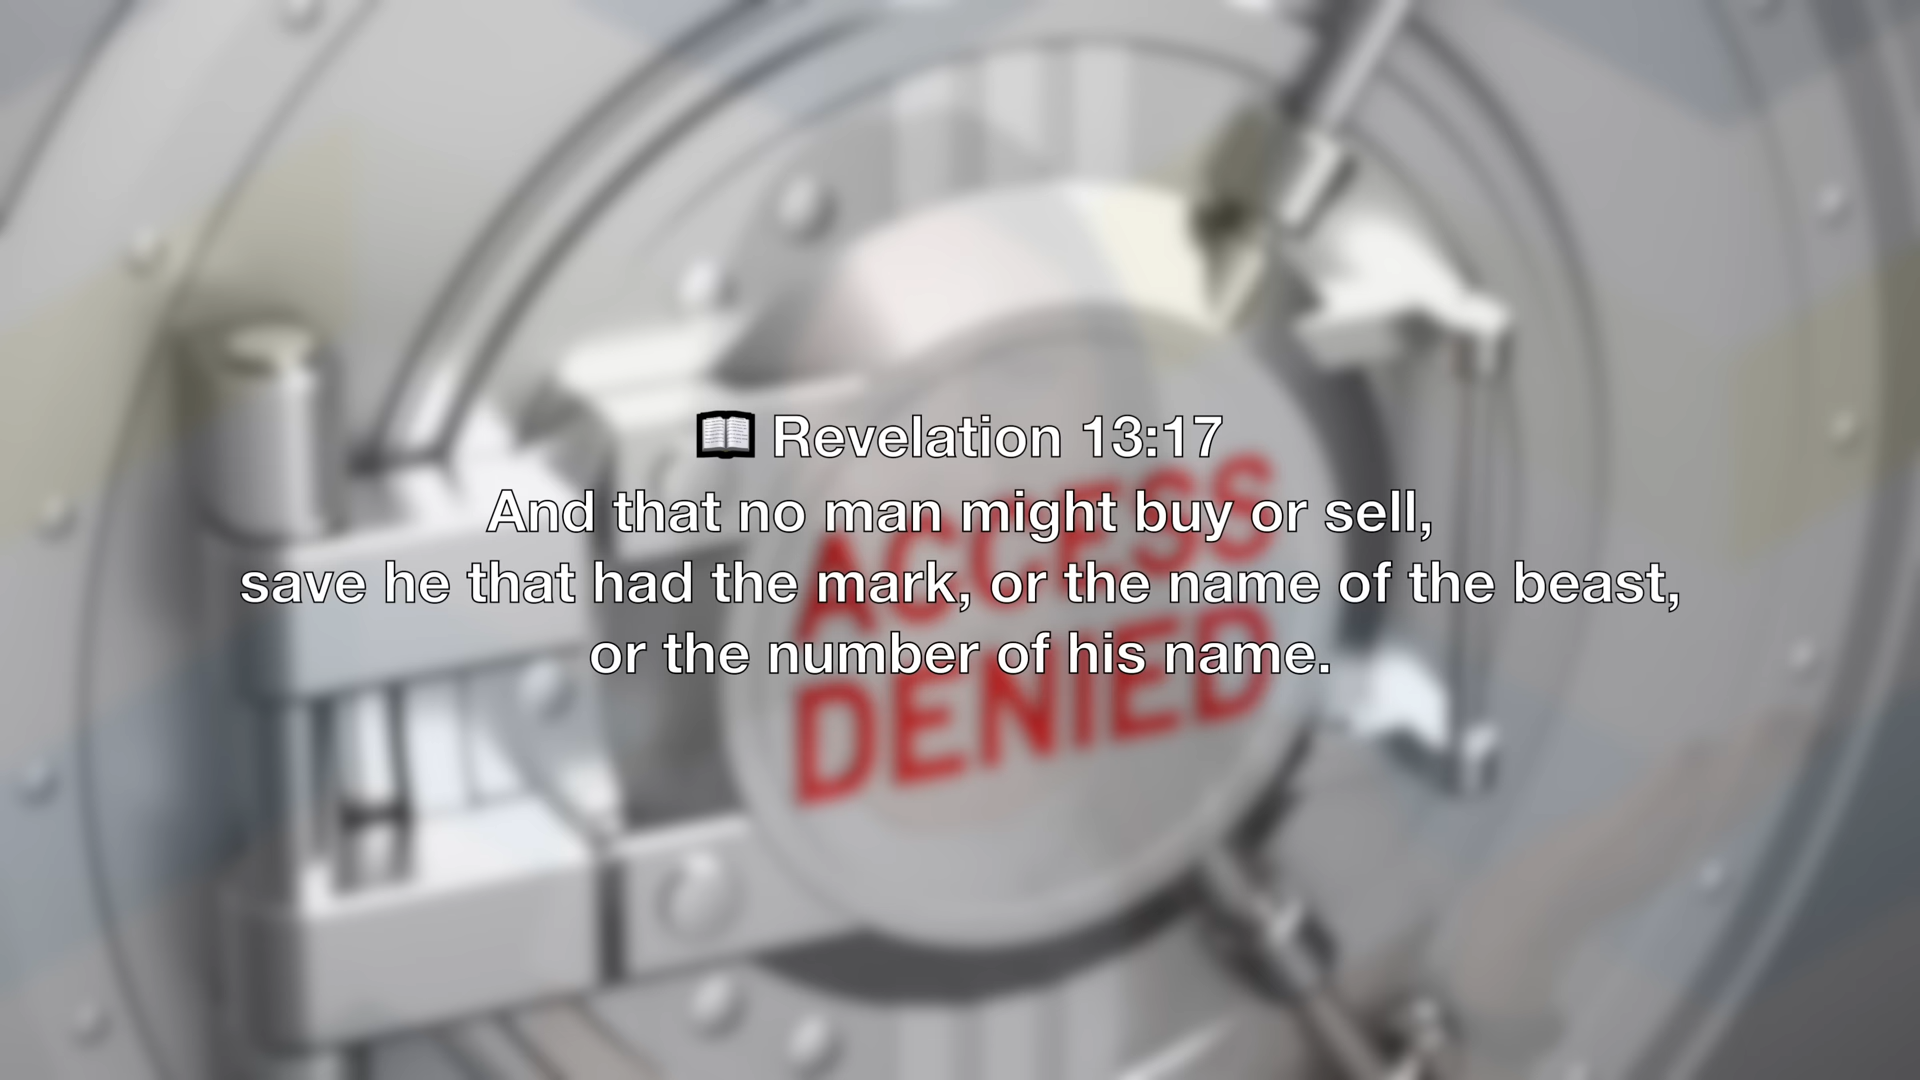 📖 Revelation 13:17
And that no man might buy or sell,
save he that had the mark, or the name of the beast,
or the number of his name.
ACCESS
DENIED